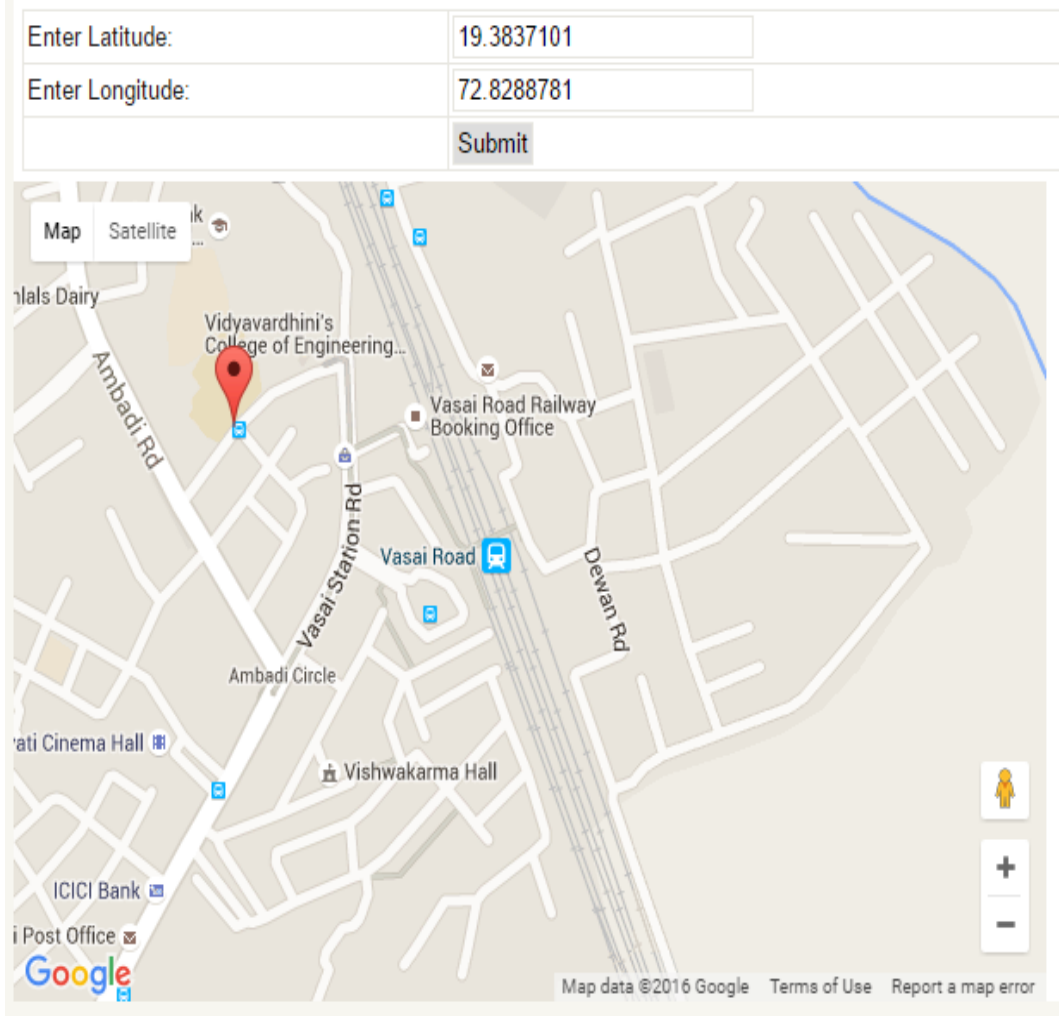 Enter Latitude: 19.3837101
Enter Longitude: 72.8288781
Submit
Map Satellite
nlals Dairy
Vidyavardhini's
College of Engineering...
Ambadi Rd
Vasai Road Railway
Booking Office
Vasai Station Rd
Vasai Road
Dewan Rd
Ambadi Circle
ati Cinema Hall
Vishwakarma Hall
ICICI Bank
i Post Office
Google
Map data ©2016 Google Terms of Use Report a map error